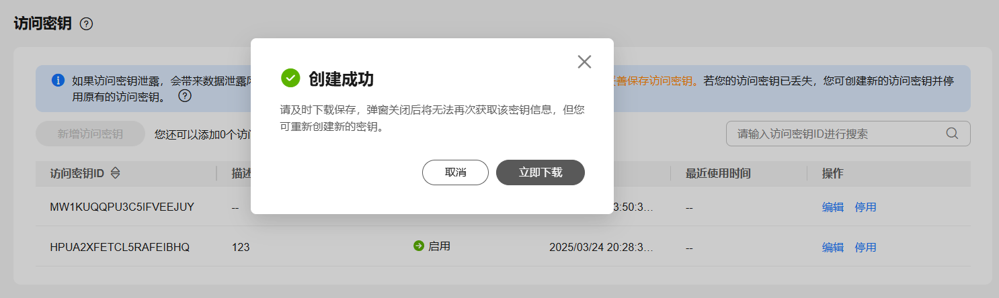 访问密钥
如果访问密钥泄露，会带来数据泄露
妥善保存访问密钥。若您的访问密钥已丢失，您可创建新的访问密钥并停
用原有的访问密钥。
创建成功
请及时下载保存，弹窗关闭后将无法再次获取该密钥信息，但您
可重新创建新的密钥。
取消 立即下载
新增访问密钥 您还可以添加0个访问
请输入访问密钥ID进行搜索
访问密钥ID 描述 最近使用时间 操作
MW1KUQQPU3C5IFVEEJUY -- 3:50:3... -- 编辑 停用
HPUA2XFETCL5RAFEIBHQ 123 启用 2025/03/24 20:28:3... -- 编辑 停用